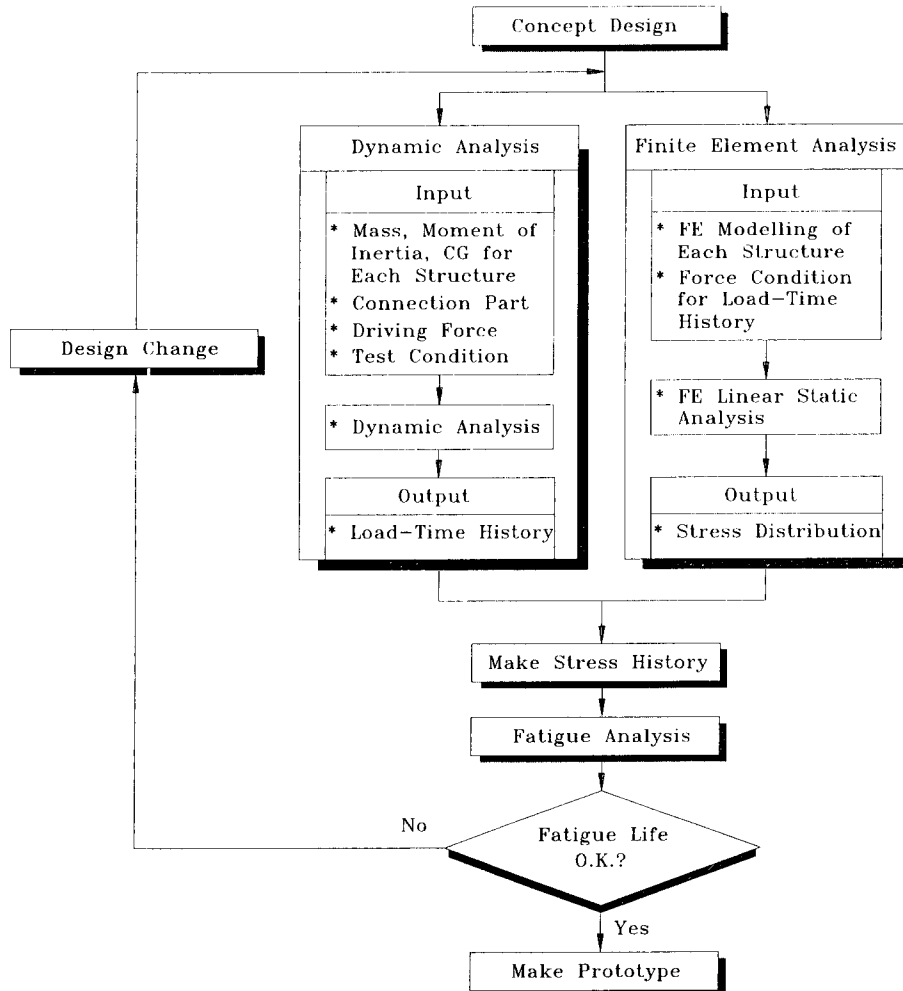 Concept Design
Dynamic Analysis
Input
* Mass, Moment of
Inertia, CG for
Each Structure
* Connection Part
* Driving Force
* Test Condition
* Dynamic Analysis
Output
* Load-Time History
Finite Element Analysis
Input
* FE Modelling of
Each Structure
* Force Condition
for Load-Time
History
* FE Linear Static
Analysis
Output
* Stress Distribution
Design Change
Make Stress History
Fatigue Analysis
No
Fatigue Life
O.K.?
Yes
Make Prototype